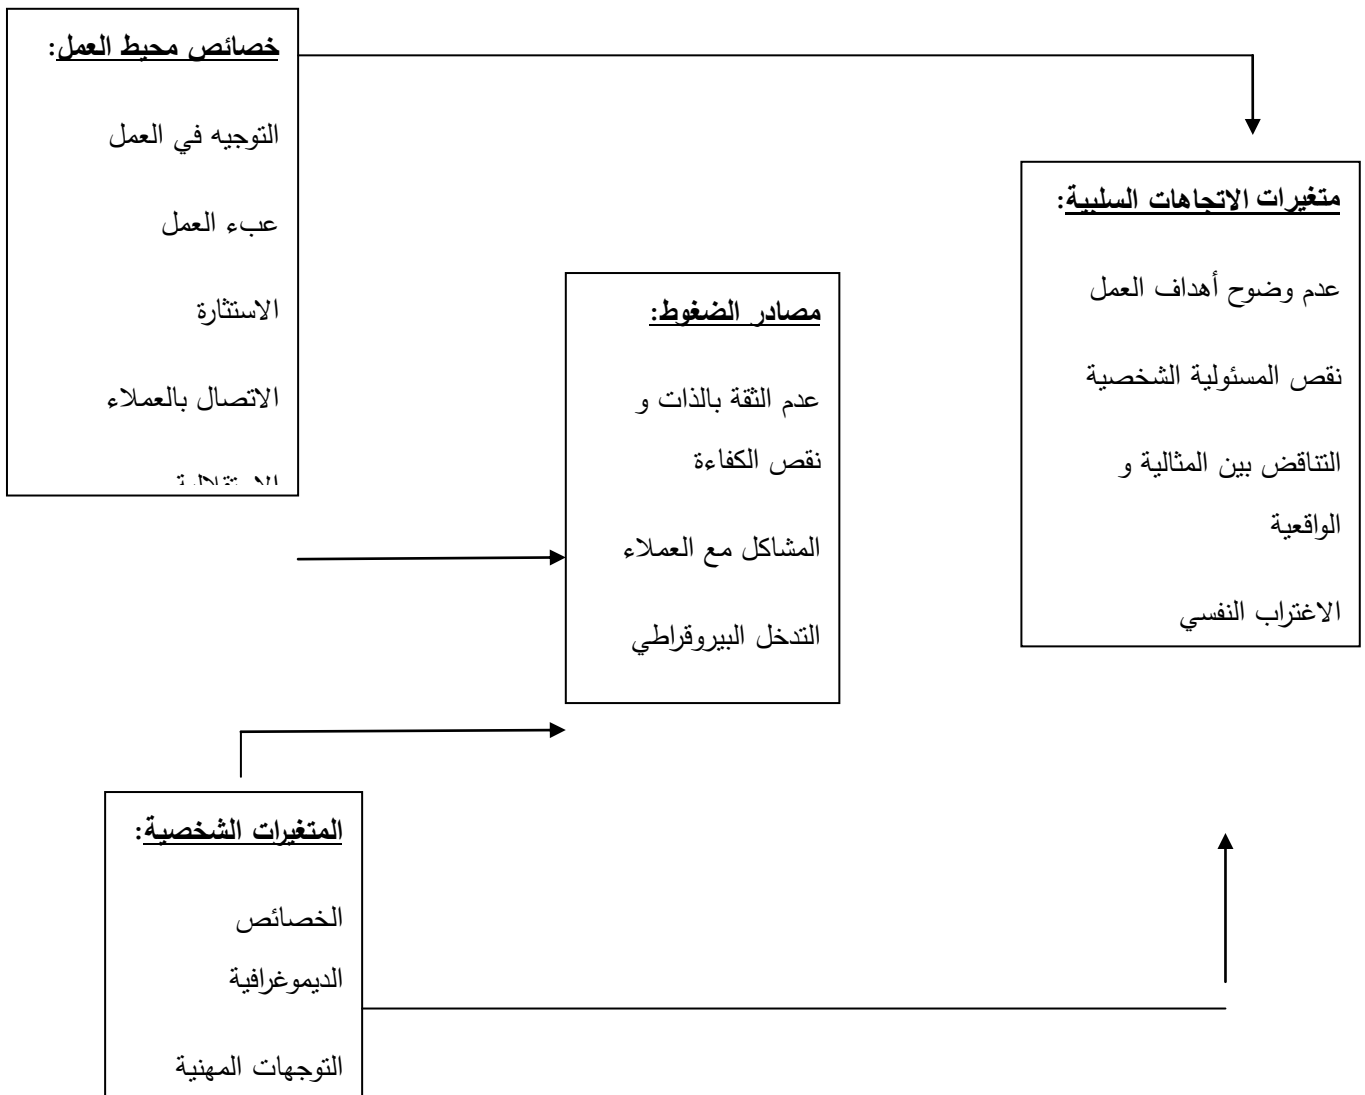 خصائص محيط العمل:
التوجيه في العمل
عبء العمل
الاستثارة
الاتصال بالعملاء
متغيرات الاتجاهات السلبية:
عدم وضوح أهداف العمل
نقص المسئولية الشخصية
التناقض بين المثالية و
الواقعية
الاغتراب النفسي
مصادر الضغوط:
عدم الثقة بالذات و
نقص الكفاءة
المشاكل مع العملاء
التدخل البيروقراطي
المتغيرات الشخصية:
الخصائص
الديموغرافية
التوجهات المهنية